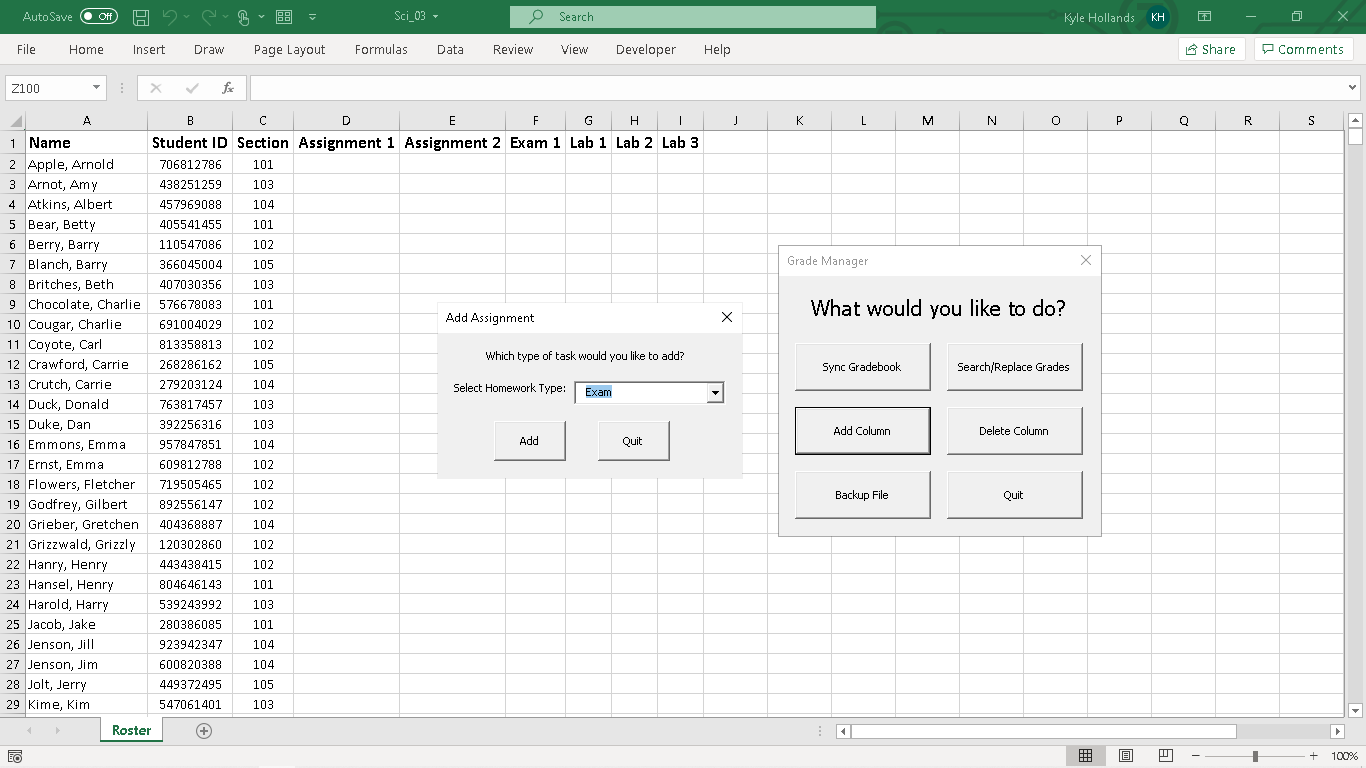 AutoSave Off Sci_03 Search Kyle Hollands KH
File Home Insert Draw Page Layout Formulas Data Review View Developer Help Share Comments
Z100 fx
A B C D E F G H I J K L M N O P Q R S
1 Name Student ID Section Assignment 1 Assignment 2 Exam 1 Lab 1 Lab 2 Lab 3
2 Apple, Arnold 706812786 101
3 Arnot, Amy 438251259 103
4 Atkins, Albert 457969088 104
5 Bear, Betty 405541455 101
6 Berry, Barry 110547086 102
7 Blanch, Barry 366045004 105
8 Britches, Beth 407030356 103
9 Chocolate, Charlie 576678083 101
10 Cougar, Charlie 691004029 102
11 Coyote, Carl 813358813 102
12 Crawford, Carrie 268286162 105
13 Crutch, Carrie 279203124 104
14 Duck, Donald 763817457 103
15 Duke, Dan 392256316 103
16 Emmons, Emma 957847851 104
17 Ernst, Emma 609812788 102
18 Flowers, Fletcher 719505465 102
19 Godfrey, Gilbert 892556147 102
20 Grieber, Gretchen 404368887 104
21 Grizzwald, Grizzly 120302860 102
22 Hanry, Henry 443438415 102
23 Hansel, Henry 804646143 101
24 Harold, Harry 539243992 103
25 Jacob, Jake 280386085 101
26 Jenson, Jill 923942347 104
27 Jenson, Jim 600820388 104
28 Jolt, Jerry 449372495 105
29 Kime, Kim 547061401 103
Add Assignment
Which type of task would you like to add?
Select Homework Type: Exam
Add Quit
Grade Manager
What would you like to do?
Sync Gradebook Search/Replace Grades
Add Column Delete Column
Backup File Quit
Roster
100%